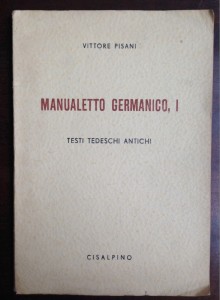 VITTORE PISANI
MANUALETTO GERMANICO, I
TESTI TEDESCHI ANTICHI
CISALPINO